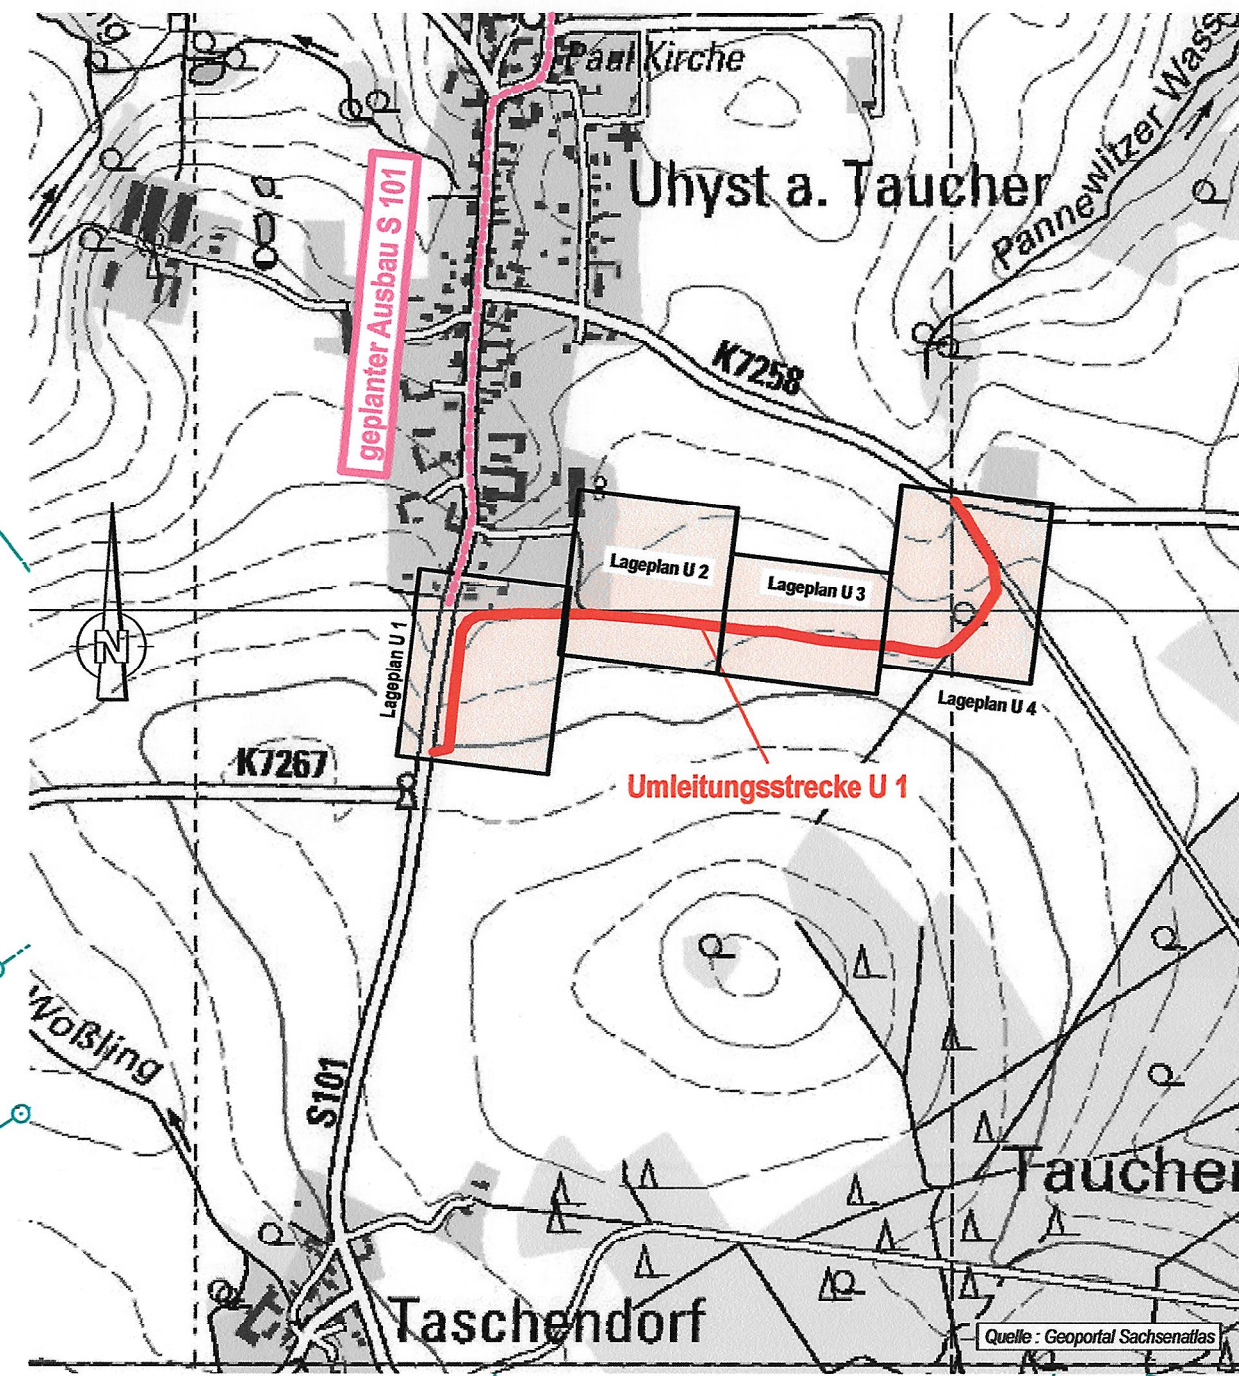 Paul Kirche
Uhyst a. Taucher
Pannewitzer Wass
geplanter Ausbau S 101
K7258
Lageplan U 2
Lageplan U 3
Lageplan U 1
N
Lageplan U 4
K7267
Umleitungsstrecke U 1
Woßling
S101
Taucher
Taschendorf
Quelle : Geoportal Sachsenatlas